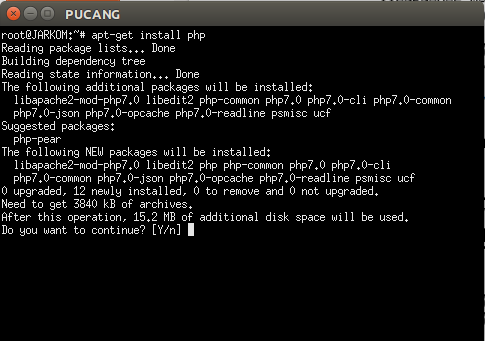 PUCANG
root@JARKOM:~# apt-get install php
Reading package lists... Done
Building dependency tree
Reading state information... Done
The following additional packages will be installed:
  libapache2-mod-php7.0 libedit2 php-common php7.0 php7.0-cli php7.0-common
  php7.0-json php7.0-opcache php7.0-readline psmisc ucf
Suggested packages:
  php-pear
The following NEW packages will be installed:
  libapache2-mod-php7.0 libedit2 php php-common php7.0 php7.0-cli
  php7.0-common php7.0-json php7.0-opcache php7.0-readline psmisc ucf
0 upgraded, 12 newly installed, 0 to remove and 0 not upgraded.
Need to get 3840 kB of archives.
After this operation, 15.2 MB of additional disk space will be used.
Do you want to continue? [Y/n]